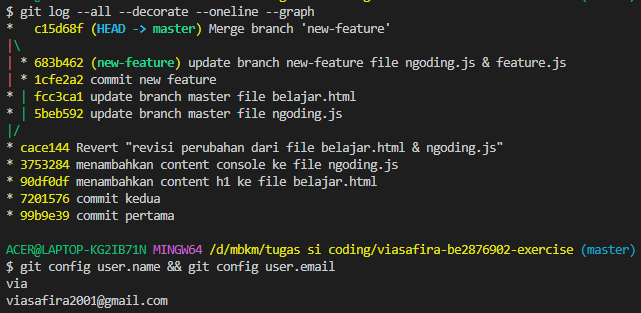 $ git log --all --decorate --oneline --graph
*   c15d68f (HEAD -> master) Merge branch 'new-feature'
|\
| * 683b462 (new-feature) update branch new-feature file ngoding.js & feature.js
| * 1cfe2a2 commit new feature
* | fcc3ca1 update branch master file belajar.html
* | 5beb592 update branch master file ngoding.js
|/
* cace144 Revert "revisi perubahan dari file belajar.html & ngoding.js"
* 3753284 menambahkan content console ke file ngoding.js
* 90df0df menambahkan content h1 ke file belajar.html
* 7201576 commit kedua
* 99b9e39 commit pertama
ACER@LAPTOP-KG2IB71N MINGW64 /d/mbkm/tugas si coding/viasafira-be2876902-exercise (master)
$ git config user.name && git config user.email
via
viasafira2001@gmail.com